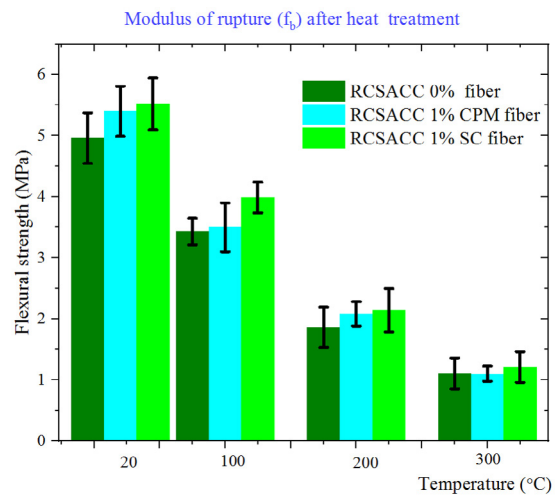 Modulus of rupture (fb) after heat treatment
RCSACC 0% fiber
RCSACC 1% CPM fiber
RCSACC 1% SC fiber
Flexural strength (MPa)
6
5
4
3
2
1
0
20 100 200 300
Temperature (°C)